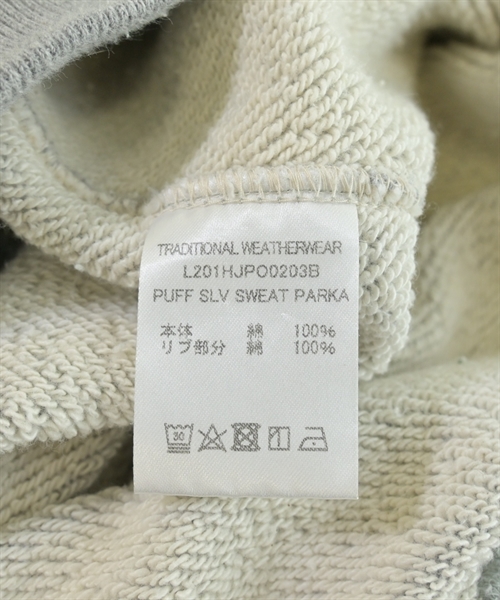 TRADITIONAL WEATHERWEAR
L201HJPO0203B
PUFF SLV SWEAT PARKA
本体 綿 100%
リブ部分 綿 100%
30